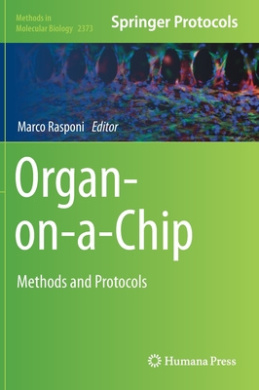 Methods in
Molecular Biology 2373
Springer Protocols
Marco Rasponi Editor
Organ-
on-a-Chip
Methods and Protocols
Humana Press